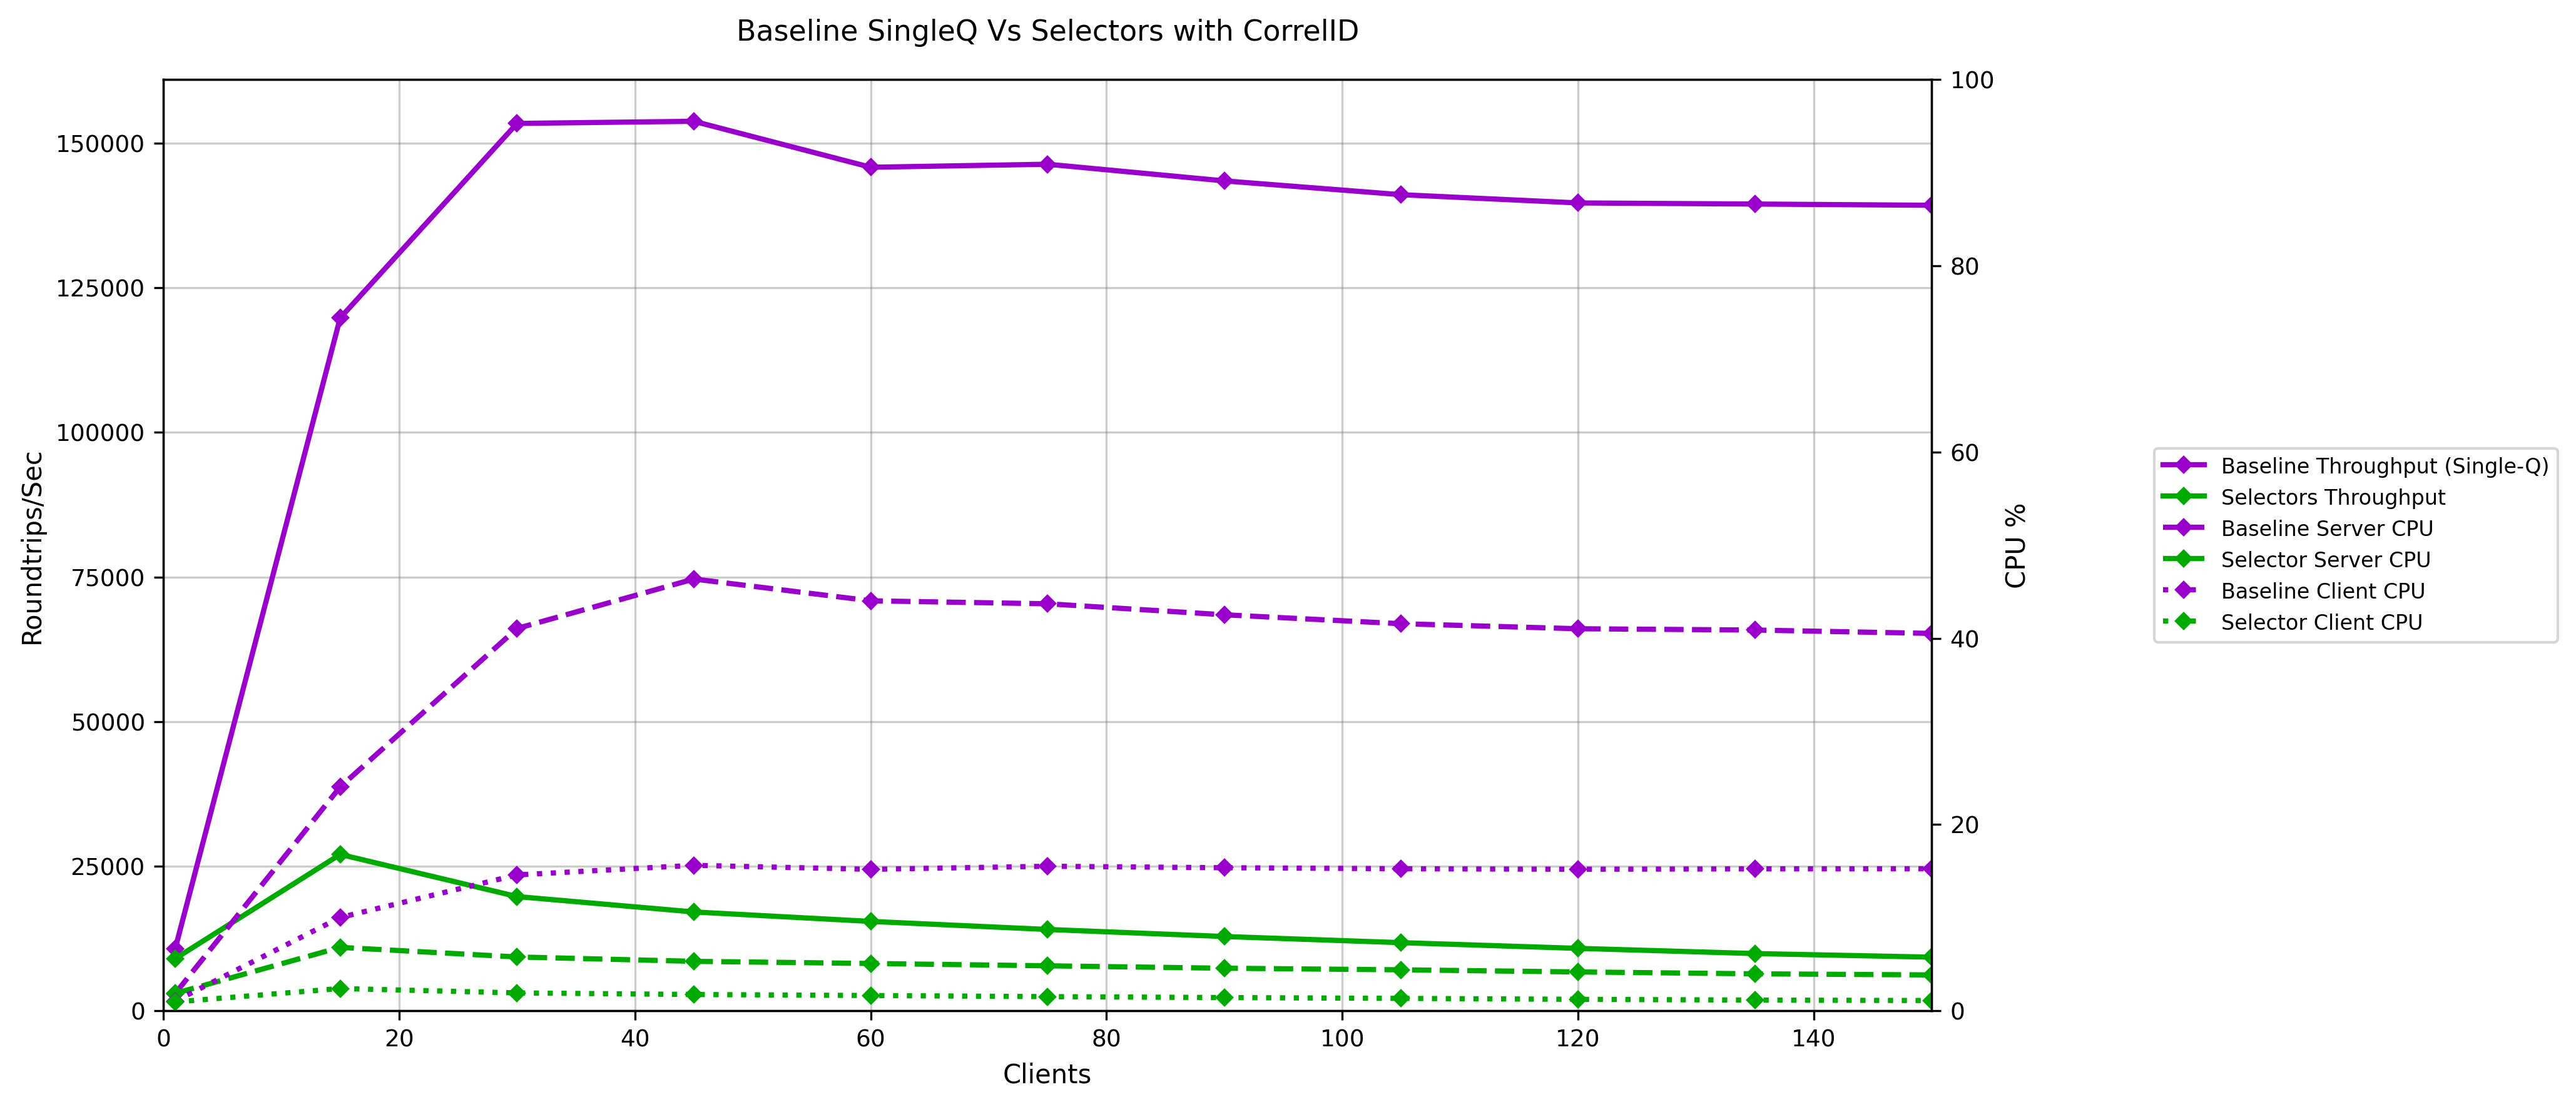 Baseline SingleQ Vs Selectors with CorrelID
Roundtrips/Sec
150000
125000
100000
75000
50000
25000
0
100
80
60
40
20
0
CPU %
0 20 40 60 80 100 120 140
Clients
Baseline Throughput (Single-Q)
Selectors Throughput
Baseline Server CPU
Selector Server CPU
Baseline Client CPU
Selector Client CPU